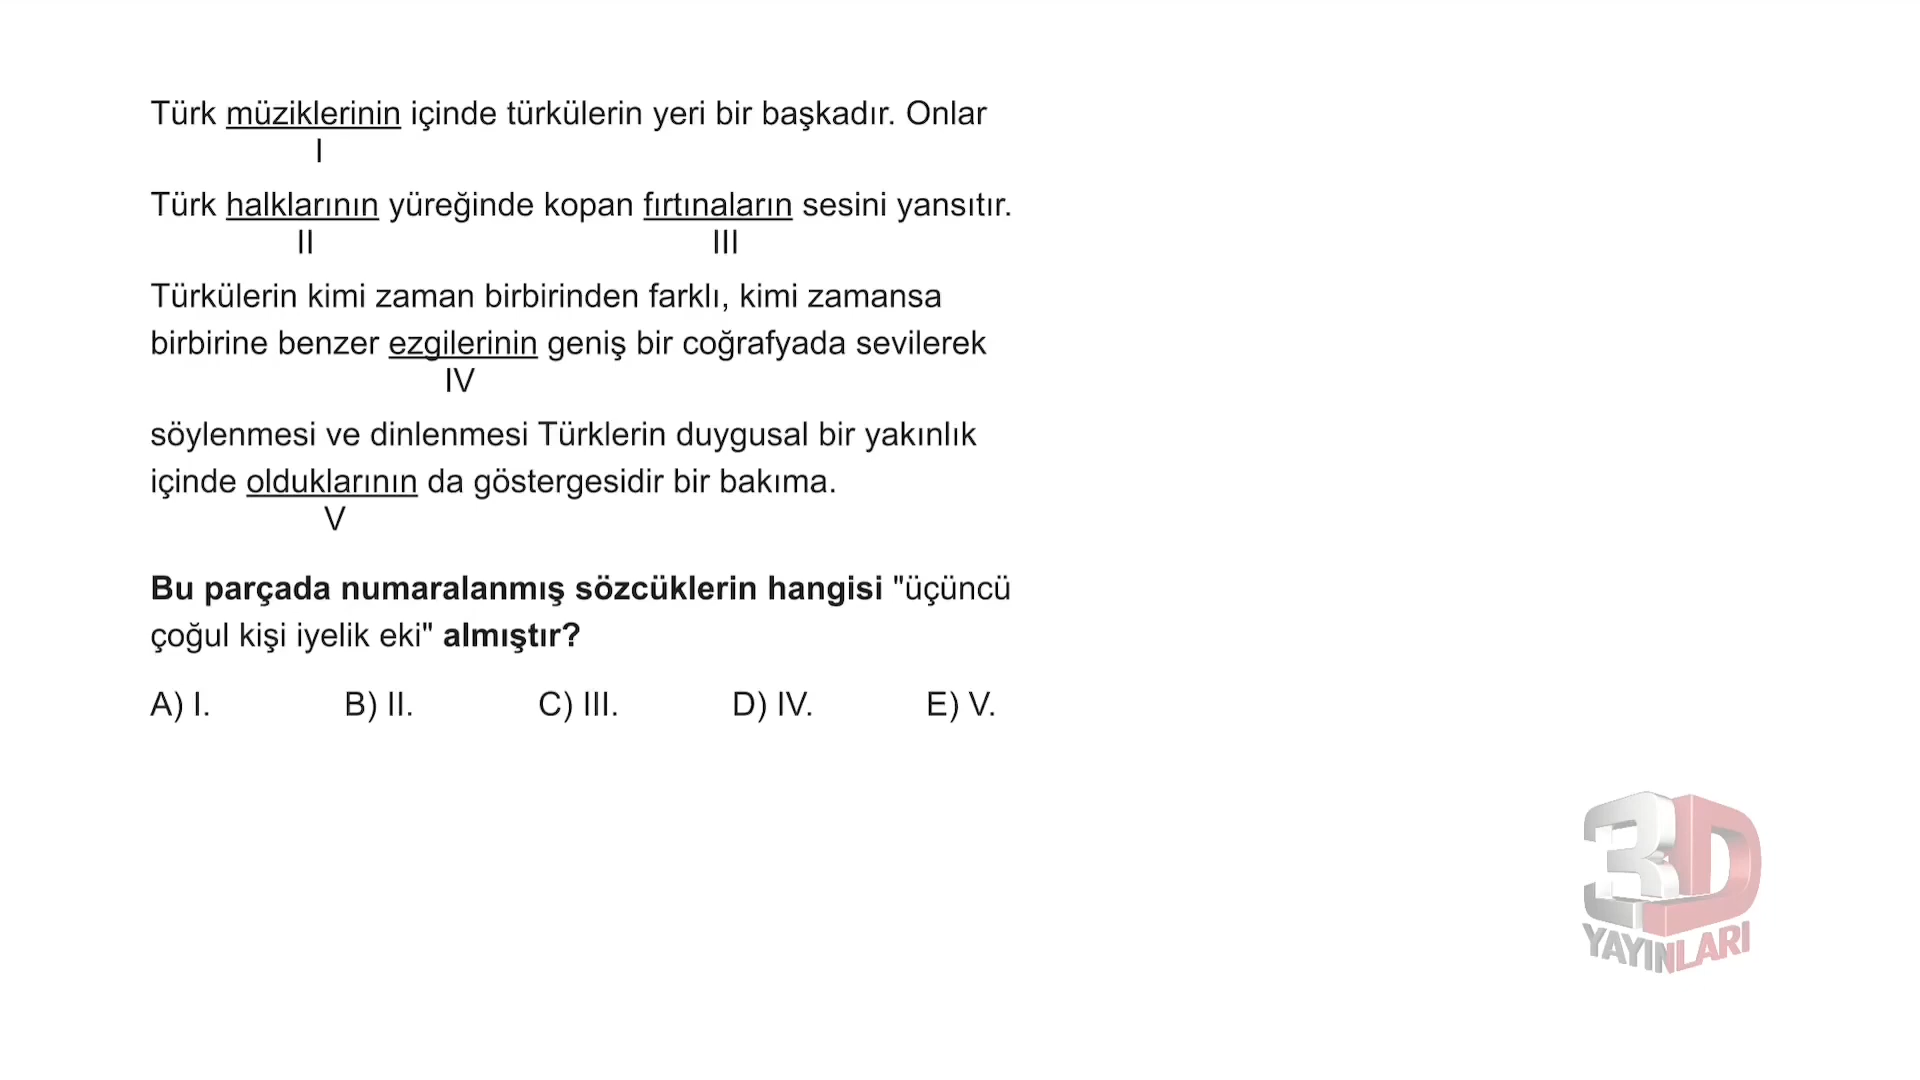 Türk müziklerinin içinde türkülerin yeri bir başkadır. Onlar
I
Türk halklarının yüreğinde kopan fırtınaların sesini yansıtır.
II III
Türkülerin kimi zaman birbirinden farklı, kimi zamansa
birbirine benzer ezgilerinin geniş bir coğrafyada sevilerek
IV
söylenmesi ve dinlenmesi Türklerin duygusal bir yakınlık
içinde olduklarının da göstergesidir bir bakıma.
V
Bu parçada numaralanmış sözcüklerin hangisi "üçüncü
çoğul kişi iyelik eki" almıştır?
A) I. B) II. C) III. D) IV. E) V.
3D
YAYINLARI